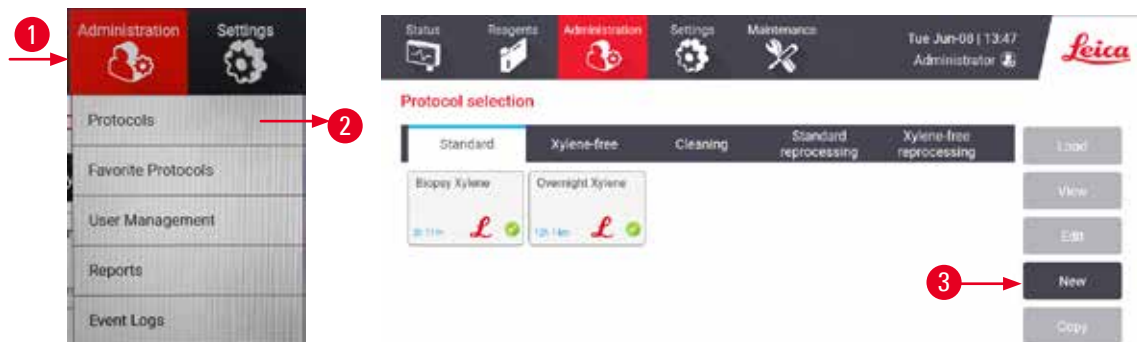 1
Administration
Settings
Protocols
2
Favorite Protocols
User Management
Reports
Event Logs
Status
Reagents
Administration
Settings
Maintenance
Tue Jun-08 | 13:47
Administrator
Leica
Protocol selection
Standard
Xylene-free
Cleaning
Standard
reprocessing
Xylene-free
reprocessing
Load
View
Edit
3
New
Copy
Biopsy Xylene
L
Overnight Xylene
L